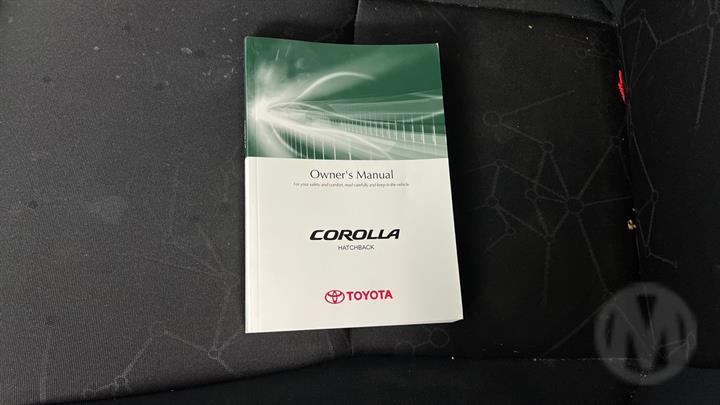 Owner's Manual
For your safety and comfort, read carefully and keep in the vehicle.
COROLLA
HATCHBACK
TOYOTA
M